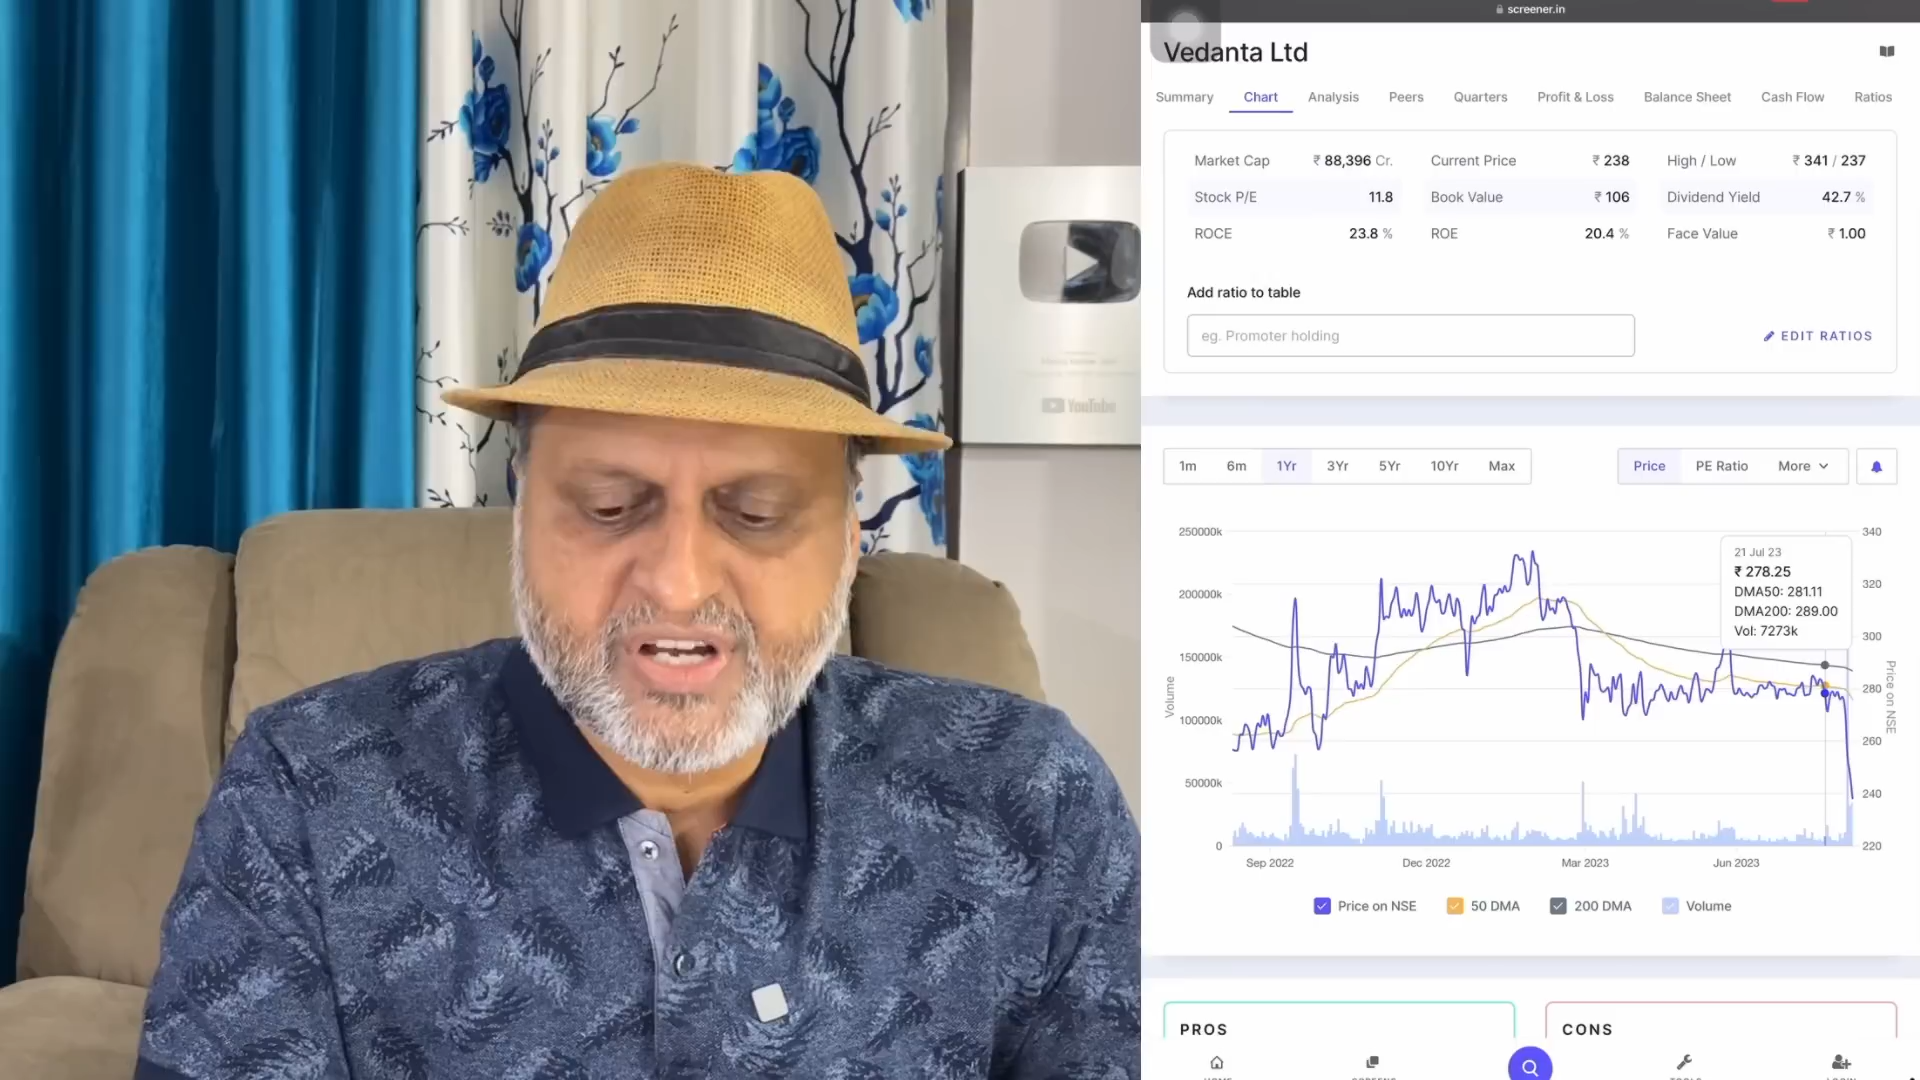 screener.in
Vedanta Ltd
Summary Chart Analysis Peers Quarters Profit & Loss Balance Sheet Cash Flow Ratios
Market Cap ₹ 88,396 Cr. Current Price ₹ 238 High / Low ₹ 341 / 237
Stock P/E 11.8 Book Value ₹ 106 Dividend Yield 42.7 %
ROCE 23.8 % ROE 20.4 % Face Value ₹ 1.00
Add ratio to table
eg. Promoter holding EDIT RATIOS
YouTube
1m 6m 1Yr 3Yr 5Yr 10Yr Max Price PE Ratio More
250000k 340
21 Jul 23
₹ 278.25
DMA50: 281.11
DMA200: 289.00
Vol: 7273k
320
200000k
300
150000k
280
100000k
260
50000k
240
0 220
Volume
Price on NSE
Sep 2022 Dec 2022 Mar 2023 Jun 2023
Price on NSE 50 DMA 200 DMA Volume
PROS CONS